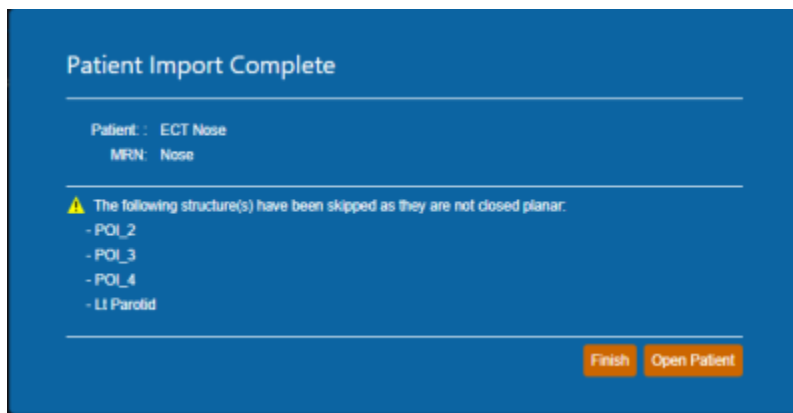 Patient Import Complete
Patient: : ECT Nose
MRN: Nose
The following structure(s) have been skipped as they are not closed planar:
- POI_2
- POI_3
- POI_4
- Lt Parotid
Finish Open Patient